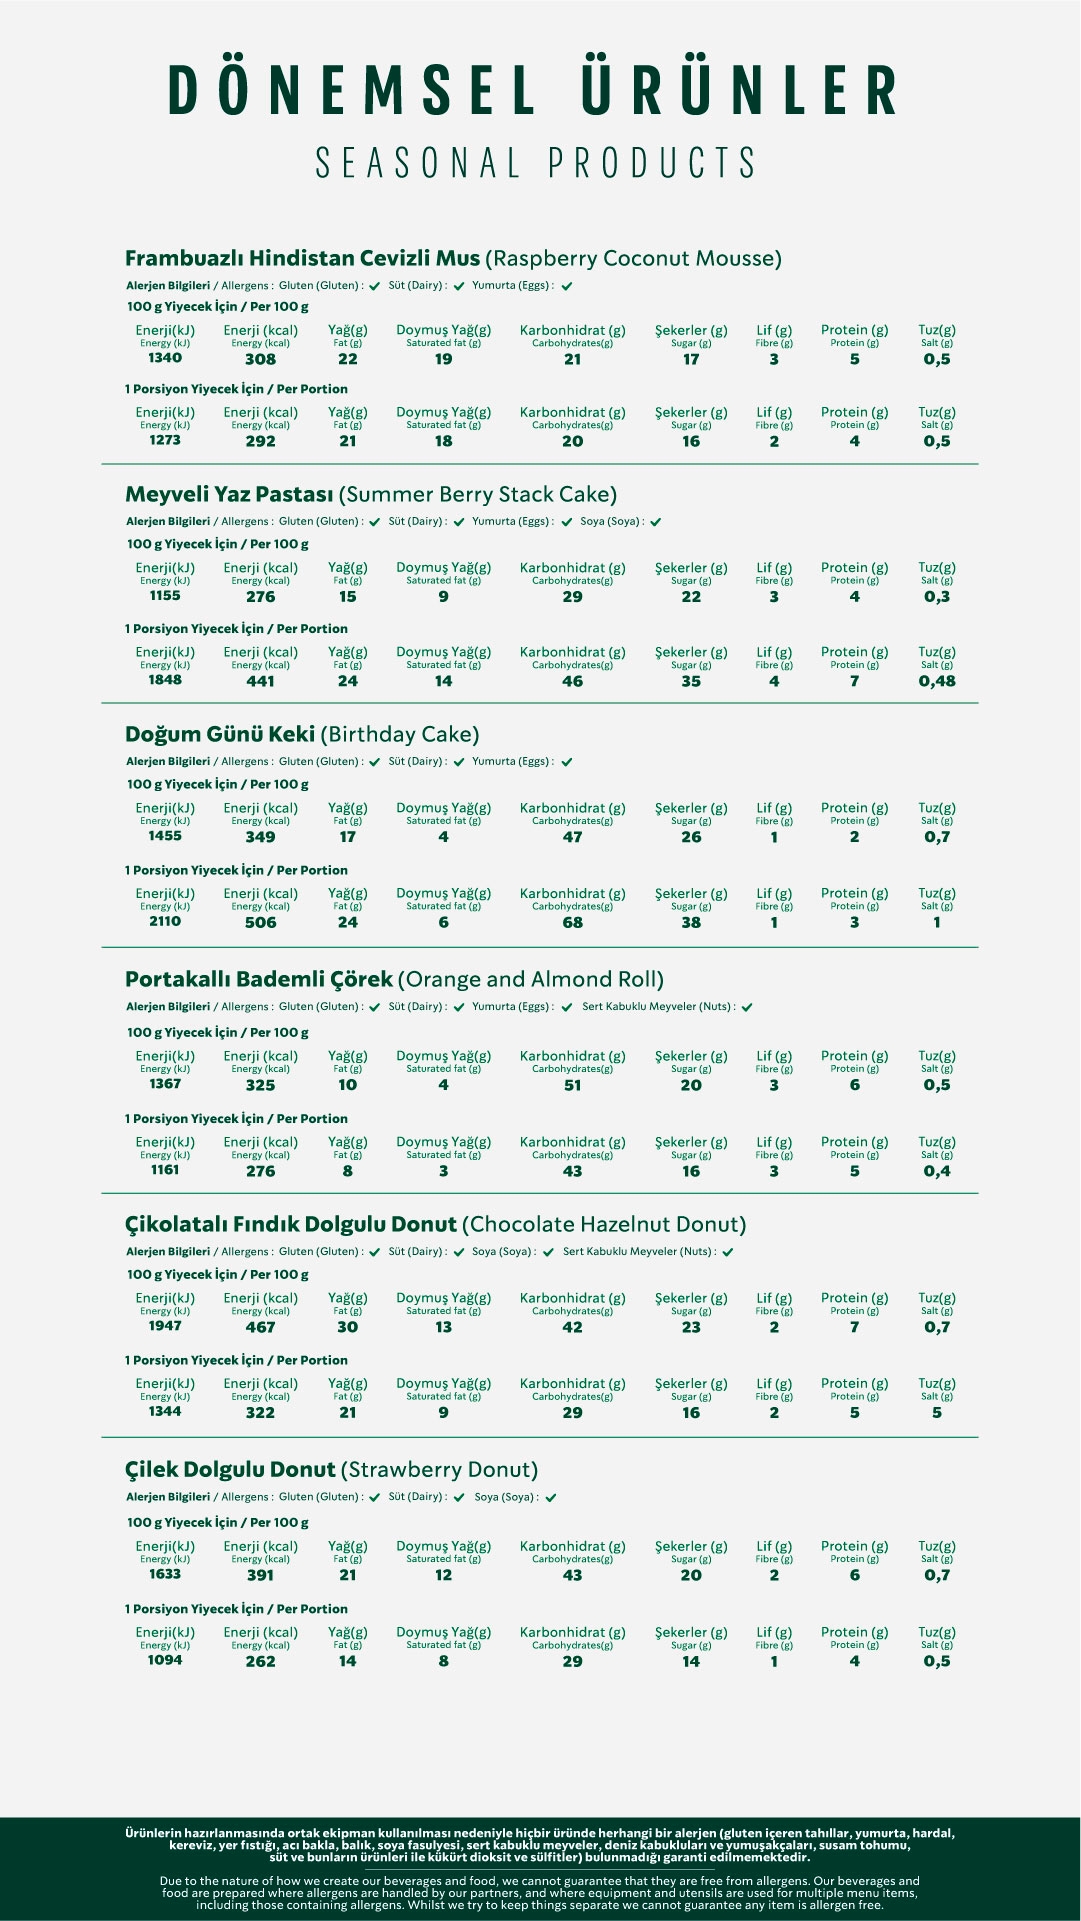 DÖNEMSEL ÜRÜNLER
SEASONAL PRODUCTS
Frambuazlı Hindistan Cevizli Mus (Raspberry Coconut Mousse)
Alerjen Bilgileri / Allergens : Gluten (Gluten) : ✔ Süt (Dairy) : ✔ Yumurta (Eggs) : ✔
100 g Yiyecek İçin / Per 100 g
Enerji(kJ) Enerji (kcal) Yağ(g) Doymuş Yağ(g) Karbonhidrat (g) Şekerler (g) Lif (g) Protein (g) Tuz(g)
Energy (kJ) Energy (kcal) Fat (g) Saturated fat (g) Carbohydrates(g) Sugar (g) Fibre (g) Protein (g) Salt (g)
1340 308 22 19 21 17 3 5 0,5
1 Porsiyon Yiyecek İçin / Per Portion
Enerji(kJ) Enerji (kcal) Yağ(g) Doymuş Yağ(g) Karbonhidrat (g) Şekerler (g) Lif (g) Protein (g) Tuz(g)
Energy (kJ) Energy (kcal) Fat (g) Saturated fat (g) Carbohydrates(g) Sugar (g) Fibre (g) Protein (g) Salt (g)
1273 292 21 18 20 16 2 4 0,5
Meyveli Yaz Pastası (Summer Berry Stack Cake)
Alerjen Bilgileri / Allergens : Gluten (Gluten) : ✔ Süt (Dairy) : ✔ Yumurta (Eggs) : ✔ Soya (Soya) : ✔
100 g Yiyecek İçin / Per 100 g
Enerji(kJ) Enerji (kcal) Yağ(g) Doymuş Yağ(g) Karbonhidrat (g) Şekerler (g) Lif (g) Protein (g) Tuz(g)
Energy (kJ) Energy (kcal) Fat (g) Saturated fat (g) Carbohydrates(g) Sugar (g) Fibre (g) Protein (g) Salt (g)
1155 276 15 9 29 22 3 4 0,3
1 Porsiyon Yiyecek İçin / Per Portion
Enerji(kJ) Enerji (kcal) Yağ(g) Doymuş Yağ(g) Karbonhidrat (g) Şekerler (g) Lif (g) Protein (g) Tuz(g)
Energy (kJ) Energy (kcal) Fat (g) Saturated fat (g) Carbohydrates(g) Sugar (g) Fibre (g) Protein (g) Salt (g)
1848 441 24 14 46 35 4 7 0,48
Doğum Günü Keki (Birthday Cake)
Alerjen Bilgileri / Allergens : Gluten (Gluten) : ✔ Süt (Dairy) : ✔ Yumurta (Eggs) : ✔
100 g Yiyecek İçin / Per 100 g
Enerji(kJ) Enerji (kcal) Yağ(g) Doymuş Yağ(g) Karbonhidrat (g) Şekerler (g) Lif (g) Protein (g) Tuz(g)
Energy (kJ) Energy (kcal) Fat (g) Saturated fat (g) Carbohydrates(g) Sugar (g) Fibre (g) Protein (g) Salt (g)
1455 349 17 4 47 26 1 2 0,7
1 Porsiyon Yiyecek İçin / Per Portion
Enerji(kJ) Enerji (kcal) Yağ(g) Doymuş Yağ(g) Karbonhidrat (g) Şekerler (g) Lif (g) Protein (g) Tuz(g)
Energy (kJ) Energy (kcal) Fat (g) Saturated fat (g) Carbohydrates(g) Sugar (g) Fibre (g) Protein (g) Salt (g)
2110 506 24 6 68 38 1 3 1
Portakallı Bademli Çörek (Orange and Almond Roll)
Alerjen Bilgileri / Allergens : Gluten (Gluten) : ✔ Süt (Dairy) : ✔ Yumurta (Eggs) : ✔ Sert Kabuklu Meyveler (Nuts) : ✔
100 g Yiyecek İçin / Per 100 g
Enerji(kJ) Enerji (kcal) Yağ(g) Doymuş Yağ(g) Karbonhidrat (g) Şekerler (g) Lif (g) Protein (g) Tuz(g)
Energy (kJ) Energy (kcal) Fat (g) Saturated fat (g) Carbohydrates(g) Sugar (g) Fibre (g) Protein (g) Salt (g)
1367 325 10 4 51 20 3 6 0,5
1 Porsiyon Yiyecek İçin / Per Portion
Enerji(kJ) Enerji (kcal) Yağ(g) Doymuş Yağ(g) Karbonhidrat (g) Şekerler (g) Lif (g) Protein (g) Tuz(g)
Energy (kJ) Energy (kcal) Fat (g) Saturated fat (g) Carbohydrates(g) Sugar (g) Fibre (g) Protein (g) Salt (g)
1161 276 8 3 43 16 3 5 0,4
Çikolatalı Fındık Dolgulu Donut (Chocolate Hazelnut Donut)
Alerjen Bilgileri / Allergens : Gluten (Gluten) : ✔ Süt (Dairy) : ✔ Soya (Soya) : ✔ Sert Kabuklu Meyveler (Nuts) : ✔
100 g Yiyecek İçin / Per 100 g
Enerji(kJ) Enerji (kcal) Yağ(g) Doymuş Yağ(g) Karbonhidrat (g) Şekerler (g) Lif (g) Protein (g) Tuz(g)
Energy (kJ) Energy (kcal) Fat (g) Saturated fat (g) Carbohydrates(g) Sugar (g) Fibre (g) Protein (g) Salt (g)
1947 467 30 13 42 23 2 7 0,7
1 Porsiyon Yiyecek İçin / Per Portion
Enerji(kJ) Enerji (kcal) Yağ(g) Doymuş Yağ(g) Karbonhidrat (g) Şekerler (g) Lif (g) Protein (g) Tuz(g)
Energy (kJ) Energy (kcal) Fat (g) Saturated fat (g) Carbohydrates(g) Sugar (g) Fibre (g) Protein (g) Salt (g)
1344 322 21 9 29 16 2 5 5
Çilek Dolgulu Donut (Strawberry Donut)
Alerjen Bilgileri / Allergens : Gluten (Gluten) : ✔ Süt (Dairy) : ✔ Soya (Soya) : ✔
100 g Yiyecek İçin / Per 100 g
Enerji(kJ) Enerji (kcal) Yağ(g) Doymuş Yağ(g) Karbonhidrat (g) Şekerler (g) Lif (g) Protein (g) Tuz(g)
Energy (kJ) Energy (kcal) Fat (g) Saturated fat (g) Carbohydrates(g) Sugar (g) Fibre (g) Protein (g) Salt (g)
1633 391 21 12 43 20 2 6 0,7
1 Porsiyon Yiyecek İçin / Per Portion
Enerji(kJ) Enerji (kcal) Yağ(g) Doymuş Yağ(g) Karbonhidrat (g) Şekerler (g) Lif (g) Protein (g) Tuz(g)
Energy (kJ) Energy (kcal) Fat (g) Saturated fat (g) Carbohydrates(g) Sugar (g) Fibre (g) Protein (g) Salt (g)
1094 262 14 8 29 14 1 4 0,5
Ürünlerin hazırlanmasında ortak ekipman kullanılması nedeniyle hiçbir üründe herhangi bir alerjen (gluten içeren tahıllar, yumurta, hardal,
kereviz, yer fıstığı, acı bakla, balık, soya fasulyesi, sert kabuklu meyveler, deniz kabukluları ve yumuşakçaları, susam tohumu,
süt ve bunların ürünleri ile kükürt dioksit ve sülfitler) bulunmadığı garanti edilmemektedir.
Due to the nature of how we create our beverages and food, we cannot guarantee that they are free from allergens. Our beverages and
food are prepared where allergens are handled by our partners, and where equipment and utensils are used for multiple menu items,
including those containing allergens. Whilst we try to keep things separate we cannot guarantee any item is allergen free.